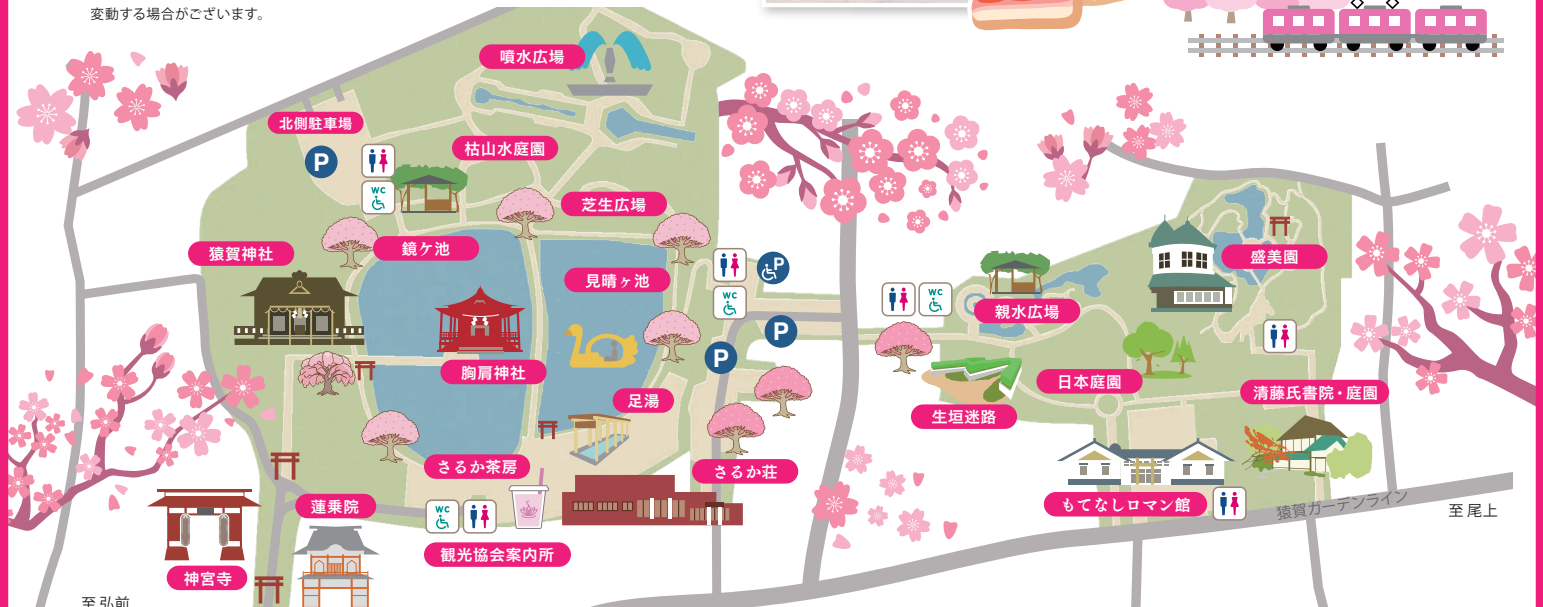 変動する場合がございます。
噴水広場
北側駐車場
P
枯山水庭園
WC
芝生広場
猿賀神社
鏡ケ池
見晴ヶ池
P
WC
盛美園
WC
親水広場
P
P
胸肩神社
日本庭園
清藤氏書院・庭園
足湯
生垣迷路
さるか茶房
さるか荘
蓮乗院
WC
もてなしロマン館
猿賀ガーデンライン
至 尾上
観光協会案内所
神宮寺
至 弘前